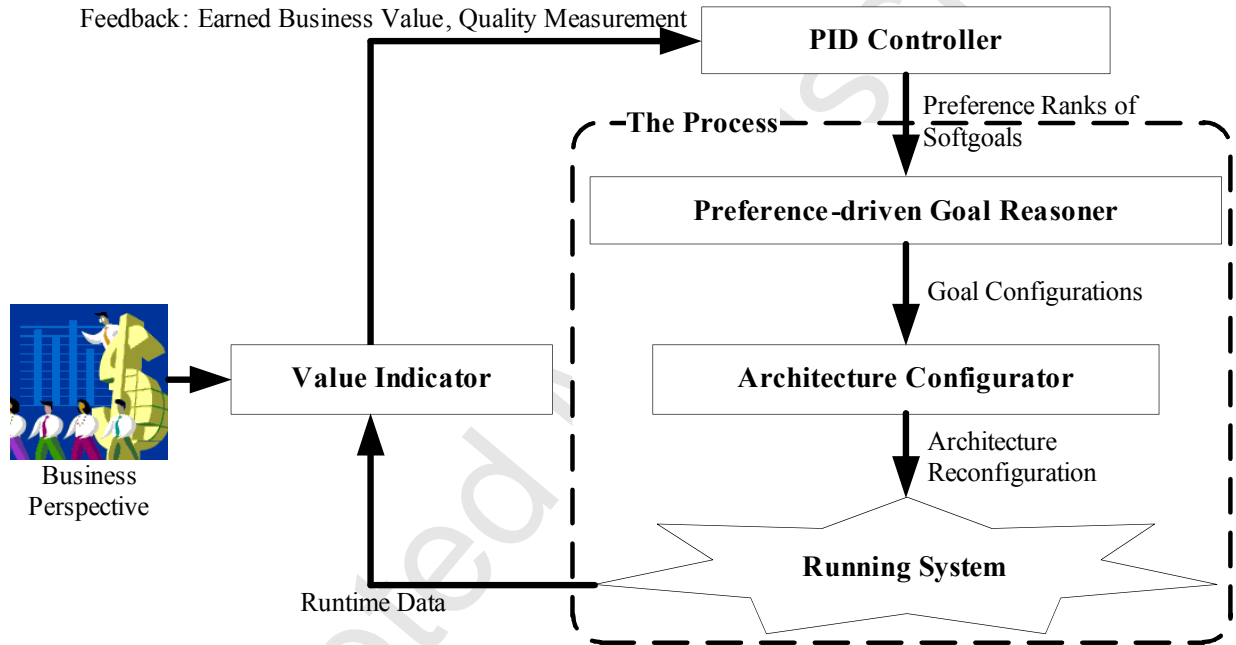 Feedback: Earned Business Value, Quality Measurement
PID Controller
Preference Ranks of
Softgoals
The Process
Preference-driven Goal Reasoner
Goal Configurations
Value Indicator
Architecture Configurator
Business
Perspective
Architecture
Reconfiguration
Running System
Runtime Data